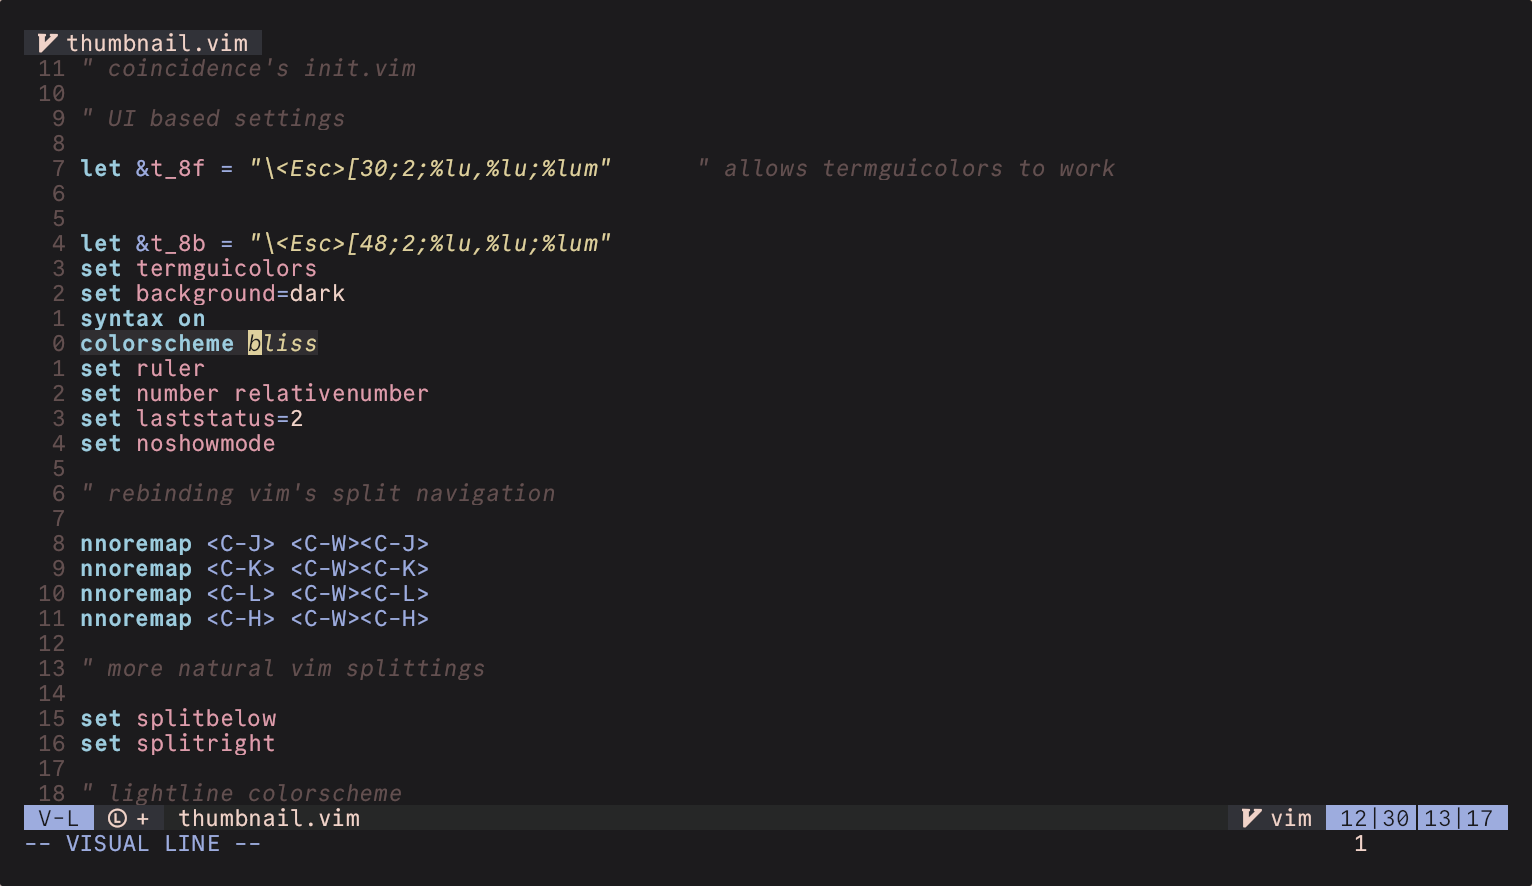 thumbnail.vim
11 " coincidence's init.vim
10
9 " UI based settings
8
7 let &t_8f = "\<Esc>[30;2;%lu,%lu;%lum" " allows termguicolors to work
6
5
4 let &t_8b = "\<Esc>[48;2;%lu,%lu;%lum"
3 set termguicolors
2 set background=dark
1 syntax on
0 colorscheme bliss
1 set ruler
2 set number relativenumber
3 set laststatus=2
4 set noshowmode
5
6 " rebinding vim's split navigation
7
8 nnoremap <C-J> <C-W><C-J>
9 nnoremap <C-K> <C-W><C-K>
10 nnoremap <C-L> <C-W><C-L>
11 nnoremap <C-H> <C-W><C-H>
12
13 " more natural vim splittings
14
15 set splitbelow
16 set splitright
17
18 " lightline colorscheme
V-L Ⓛ + thumbnail.vim vim 12|30 13|17
-- VISUAL LINE -- 1